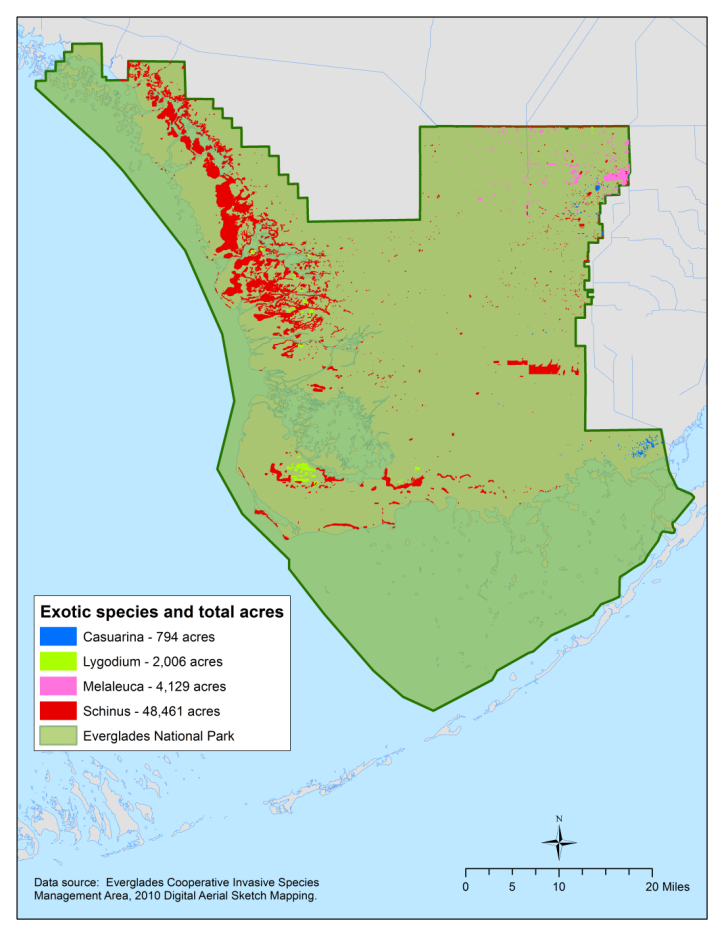 Exotic species and total acres
Casuarina - 794 acres
Lygodium - 2,006 acres
Melaleuca - 4,129 acres
Schinus - 48,461 acres
Everglades National Park
N
Data source:  Everglades Cooperative Invasive Species
Management Area, 2010 Digital Aerial Sketch Mapping.
0 5 10 20 Miles